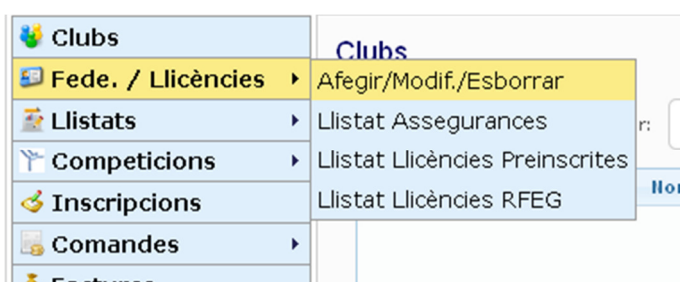 Clubs
Fede. / Llicències
Llistats
Competicions
Inscripcions
Comandes
Clubs
Afegir/Modif./Esborrar
Llistat Assegurances
Llistat Llicències Preinscrites
Llistat Llicències RFEG
r: